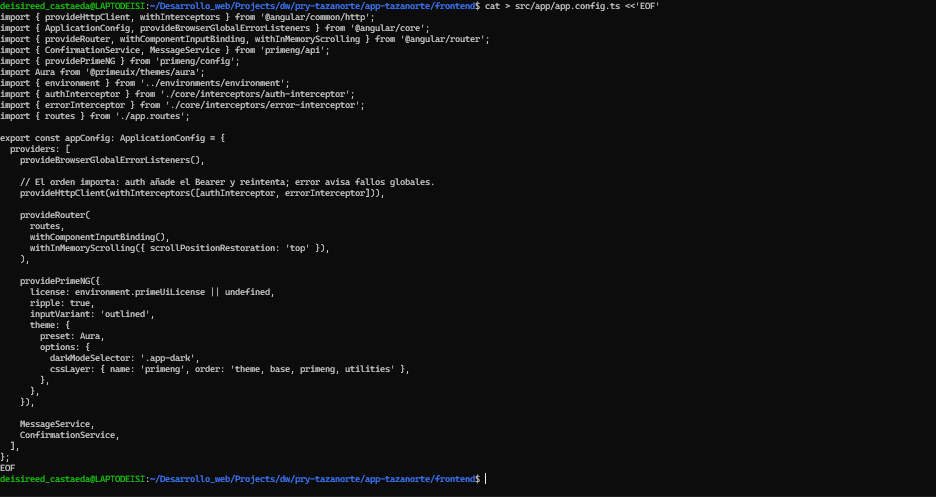 deisireed_castaeda@LAPTODEISI:~/Desarrollo_web/Projects/dw/pry-tazanorte/app-tazanorte/frontend$ cat > src/app/app.config.ts <<'EOF'
import { provideHttpClient, withInterceptors } from '@angular/common/http';
import { ApplicationConfig, provideBrowserGlobalErrorListeners } from '@angular/core';
import { provideRouter, withComponentInputBinding, withInMemoryScrolling } from '@angular/router';
import { ConfirmationService, MessageService } from 'primeng/api';
import { providePrimeNG } from 'primeng/config';
import Aura from '@primeuix/themes/aura';
import { environment } from '../environments/environment';
import { authInterceptor } from './core/interceptors/auth-interceptor';
import { errorInterceptor } from './core/interceptors/error-interceptor';
import { routes } from './app.routes';

export const appConfig: ApplicationConfig = {
  providers: [
    provideBrowserGlobalErrorListeners(),

    // El orden importa: auth añade el Bearer y reintenta; error avisa fallos globales.
    provideHttpClient(withInterceptors([authInterceptor, errorInterceptor])),

    provideRouter(
      routes,
      withComponentInputBinding(),
      withInMemoryScrolling({ scrollPositionRestoration: 'top' }),
    ),

    providePrimeNG({
      license: environment.primeUiLicense || undefined,
      ripple: true,
      inputVariant: 'outlined',
      theme: {
        preset: Aura,
        options: {
          darkModeSelector: '.app-dark',
          cssLayer: { name: 'primeng', order: 'theme, base, primeng, utilities' },
        },
      },
    }),

    MessageService,
    ConfirmationService,
  ],
};
EOF
deisireed_castaeda@LAPTODEISI:~/Desarrollo_web/Projects/dw/pry-tazanorte/app-tazanorte/frontend$